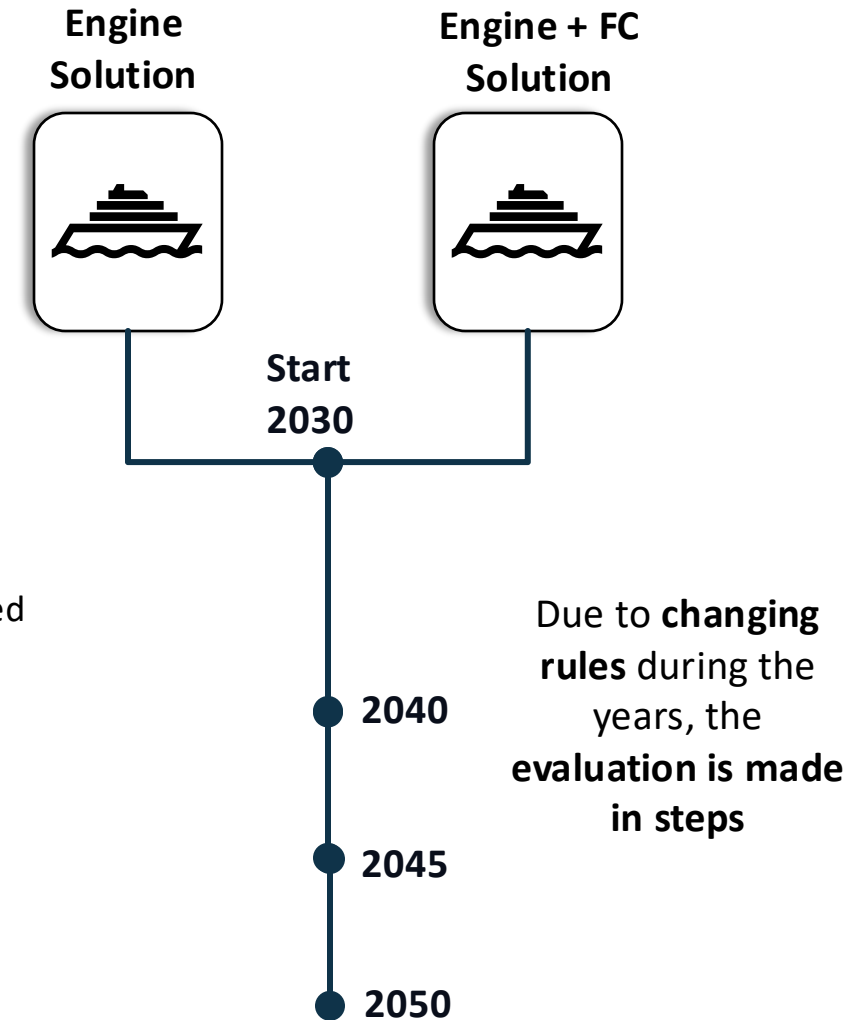 Engine
Solution
Engine + FC
Solution
Start
2030
ed
Due to changing
rules during the
years, the
evaluation is made
in steps
2040
2045
2050